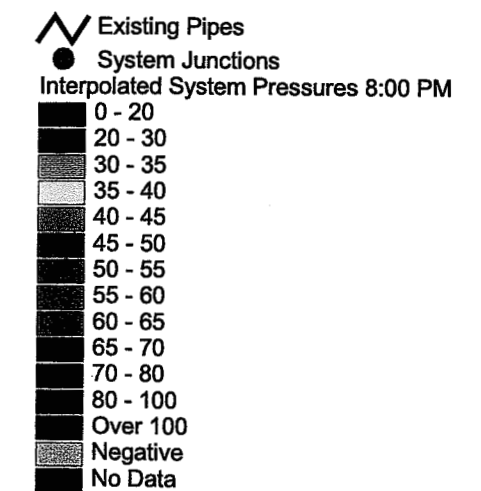 Existing Pipes
System Junctions
Interpolated System Pressures 8:00 PM
0 - 20
20 - 30
30 - 35
35 - 40
40 - 45
45 - 50
50 - 55
55 - 60
60 - 65
65 - 70
70 - 80
80 - 100
Over 100
Negative
No Data